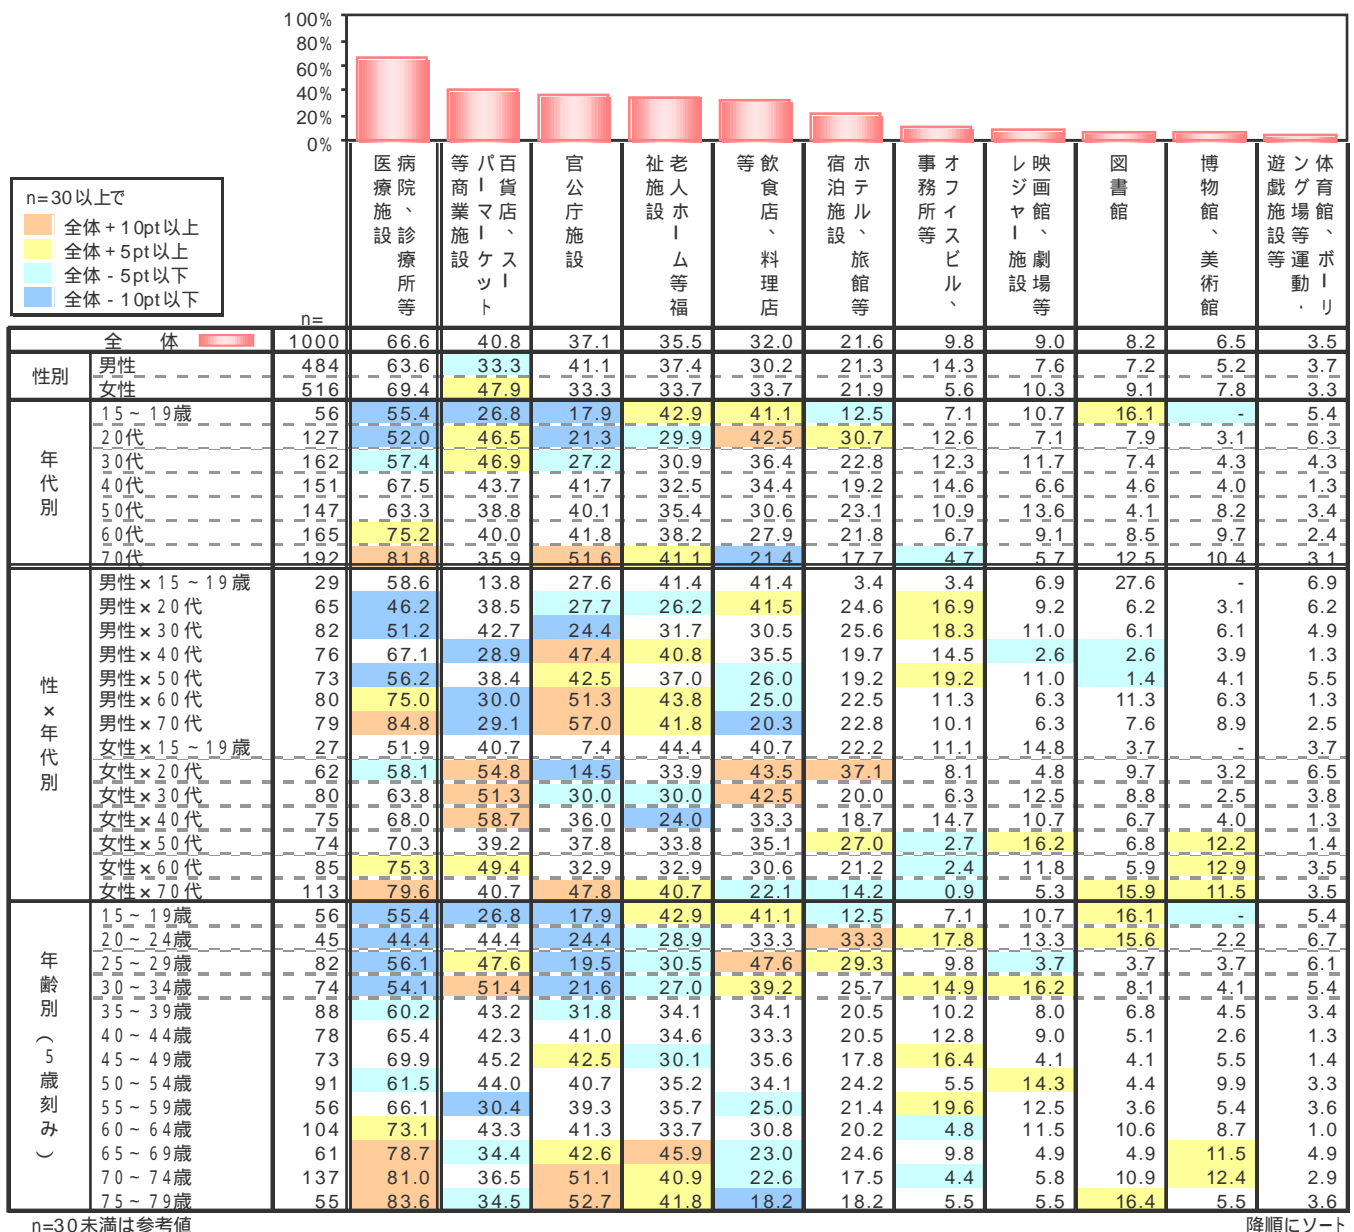 100%
80%
60%
40%
20%
0%
n=30以上で
全体+10pt以上
全体+5pt以上
全体-5pt以下
全体-10pt以下
n=
病院、診療所等医療施設
百貨店、スーパーマーケット等商業施設
官公庁施設
老人ホーム等福祉施設
飲食店、料理店等
ホテル、旅館等宿泊施設
オフィスビル、事務所等
映画館、劇場等レジャー施設
図書館
博物館、美術館
体育館、ボーリング場等運動・遊戯施設等
全 体 1000 66.6 40.8 37.1 35.5 32.0 21.6 9.8 9.0 8.2 6.5 3.5
性別
男性 484 63.6 33.3 41.1 37.4 30.2 21.3 14.3 7.6 7.2 5.2 3.7
女性 516 69.4 47.9 33.3 33.7 33.7 21.9 5.6 10.3 9.1 7.8 3.3
年代別
15~19歳 56 55.4 26.8 17.9 42.9 41.1 12.5 7.1 10.7 16.1 - 5.4
20代 127 52.0 46.5 21.3 29.9 42.5 30.7 12.6 7.1 7.9 3.1 6.3
30代 162 57.4 46.9 27.2 30.9 36.4 22.8 12.3 11.7 7.4 4.3 4.3
40代 151 67.5 43.7 41.7 32.5 34.4 19.2 14.6 6.6 4.6 4.0 1.3
50代 147 63.3 38.8 40.1 35.4 30.6 23.1 10.9 13.6 4.1 8.2 3.4
60代 165 75.2 40.0 41.8 38.2 27.9 21.8 6.7 9.1 8.5 9.7 2.4
70代 192 81.8 35.9 51.6 41.1 21.4 17.7 4.7 5.7 12.5 10.4 3.1
性×年代別
男性×15~19歳 29 58.6 13.8 27.6 41.4 41.4 3.4 3.4 6.9 27.6 - 6.9
男性×20代 65 46.2 38.5 27.7 26.2 41.5 24.6 16.9 9.2 6.2 3.1 6.2
男性×30代 82 51.2 42.7 24.4 31.7 30.5 25.6 18.3 11.0 6.1 6.1 4.9
男性×40代 76 67.1 28.9 47.4 40.8 35.5 19.7 14.5 2.6 2.6 3.9 1.3
男性×50代 73 56.2 38.4 42.5 37.0 26.0 19.2 19.2 11.0 1.4 4.1 5.5
男性×60代 80 75.0 30.0 51.3 43.8 25.0 22.5 11.3 6.3 11.3 6.3 1.3
男性×70代 79 84.8 29.1 57.0 41.8 20.3 22.8 10.1 6.3 7.6 8.9 2.5
女性×15~19歳 27 51.9 40.7 7.4 44.4 40.7 22.2 11.1 14.8 3.7 - 3.7
女性×20代 62 58.1 54.8 14.5 33.9 43.5 37.1 8.1 4.8 9.7 3.2 6.5
女性×30代 80 63.8 51.3 30.0 30.0 42.5 20.0 6.3 12.5 8.8 2.5 3.8
女性×40代 75 68.0 58.7 36.0 24.0 33.3 18.7 14.7 10.7 6.7 4.0 1.3
女性×50代 74 70.3 39.2 37.8 33.8 35.1 27.0 2.7 16.2 6.8 12.2 1.4
女性×60代 85 75.3 49.4 32.9 32.9 30.6 21.2 2.4 11.8 5.9 12.9 3.5
女性×70代 113 79.6 40.7 47.8 40.7 22.1 14.2 0.9 5.3 15.9 11.5 3.5
年齢別(5歳刻み)
15~19歳 56 55.4 26.8 17.9 42.9 41.1 12.5 7.1 10.7 16.1 - 5.4
20~24歳 45 44.4 44.4 24.4 28.9 33.3 33.3 17.8 13.3 15.6 2.2 6.7
25~29歳 82 56.1 47.6 19.5 30.5 47.6 29.3 9.8 3.7 3.7 3.7 6.1
30~34歳 74 54.1 51.4 21.6 27.0 39.2 25.7 14.9 16.2 8.1 4.1 5.4
35~39歳 88 60.2 43.2 31.8 34.1 34.1 20.5 10.2 8.0 6.8 4.5 3.4
40~44歳 78 65.4 42.3 41.0 34.6 33.3 20.5 12.8 9.0 5.1 2.6 1.3
45~49歳 73 69.9 45.2 42.5 30.1 35.6 17.8 16.4 4.1 4.1 5.5 1.4
50~54歳 91 61.5 44.0 40.7 35.2 34.1 24.2 5.5 14.3 4.4 9.9 3.3
55~59歳 56 66.1 30.4 39.3 35.7 25.0 21.4 19.6 12.5 3.6 5.4 3.6
60~64歳 104 73.1 43.3 41.3 33.7 30.8 20.2 4.8 11.5 10.6 8.7 1.0
65~69歳 61 78.7 34.4 42.6 45.9 23.0 24.6 9.8 4.9 4.9 11.5 4.9
70~74歳 137 81.0 36.5 51.1 40.9 22.6 17.5 4.4 5.8 10.9 12.4 2.9
75~79歳 55 83.6 34.5 52.7 41.8 18.2 18.2 5.5 5.5 16.4 5.5 3.6
n=30未満は参考値
降順にソート